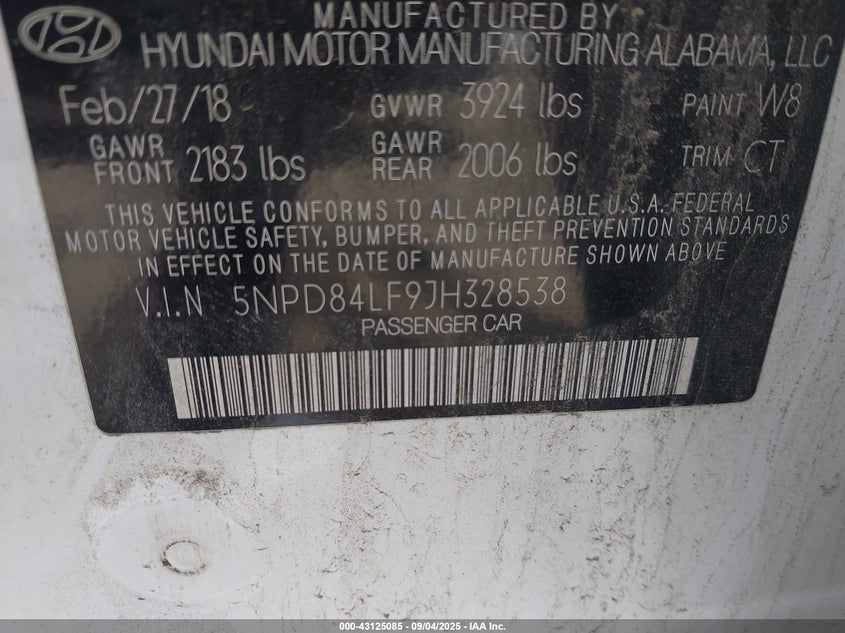 MANUFACTURED BY
HYUNDAI MOTOR MANUFACTURING ALABAMA, LLC
Feb/27/18 GVWR 3924 lbs PAINT W8
GAWR FRONT 2183 lbs GAWR REAR 2006 lbs TRIM CT
THIS VEHICLE CONFORMS TO ALL APPLICABLE U.S.A. FEDERAL
MOTOR VEHICLE SAFETY, BUMPER, AND THEFT PREVENTION STANDARDS
IN EFFECT ON THE DATE OF MANUFACTURE SHOWN ABOVE
V.I.N 5NPD84LF9JH328538
PASSENGER CAR
000-43125085 - 09/04/2025 - IAA Inc.